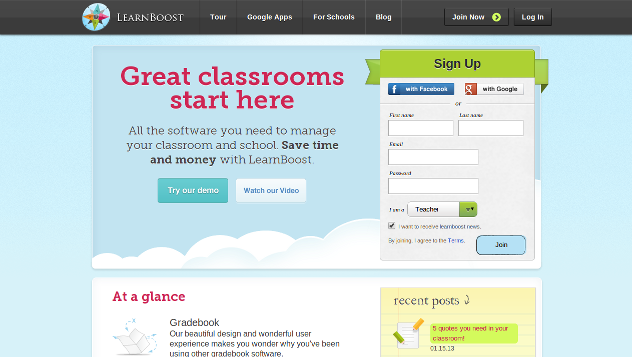 LEARNBOOST
Tour
Google Apps
For Schools
Blog
Join Now
Log In
Great classrooms
start here
All the software you need to manage
your classroom and school. Save time
and money with LearnBoost.
Try our demo
Watch our Video
Sign Up
with Facebook
with Google
or
First name
Last name
Email
Password
I am a
Teacher
I want to receive learnboost news.
By joining, I agree to the Terms.
Join
At a glance
Gradebook
Our beautiful design and wonderful user
experience makes you wonder why you've been
using other gradebook software.
recent posts
5 quotes you need in your
classroom!
01.15.13